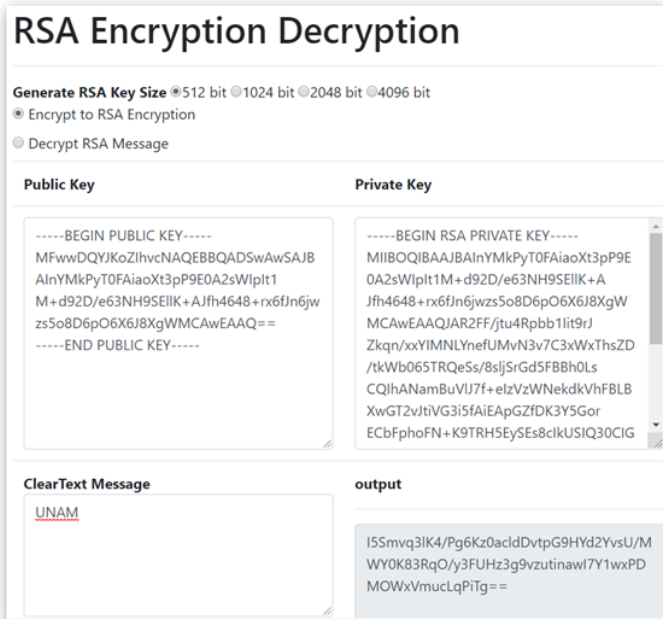 RSA Encryption Decryption
Generate RSA Key Size 512 bit 1024 bit 2048 bit 4096 bit
Encrypt to RSA Encryption
Decrypt RSA Message
Public Key
-----BEGIN PUBLIC KEY-----
MFwwDQYJKoZIhvcNAQEBBQADSwAwSAJB
AInYMkPyT0FAiaoXt3pP9E0A2sWIpIt1
M+d92D/e63NH9SEllK+AJfh4648+rx6fJn6jw
zs5o8D6pO6X6J8XgWMCAwEAAQ==
-----END PUBLIC KEY-----
Private Key
-----BEGIN RSA PRIVATE KEY-----
MIIBOQIBAAJBAInYMkPyT0FAiaoXt3pP9E
0A2sWIpIt1M+d92D/e63NH9SEllK+A
Jfh4648+rx6fJn6jwzs5o8D6pO6X6J8XgW
MCAwEAAQJAR2FF/jtu4Rpbb1Iit9rJ
Zkqn/xxYIMNLYnefUMvN3v7C3xWxThsZD
/tkWb065TRQeSs/8sljSrGd5FBBh0Ls
CQIhANamBuVlJ7f+eIzVzWNekdkVhFBLB
XwGT2vJtiVG3i5fAiEApGZfDK3Y5Gor
ECbFphoFN+K9TRH5EySEs8cIkUSIQ30CIG
ClearText Message
UNAM
output
I5Smvq3lK4/Pg6Kz0acldDvtpG9HYd2YvsU/M
WY0K83RqO/y3FUHz3g9vzutinawI7Y1wxPD
MOWxVmucLqPiTg==